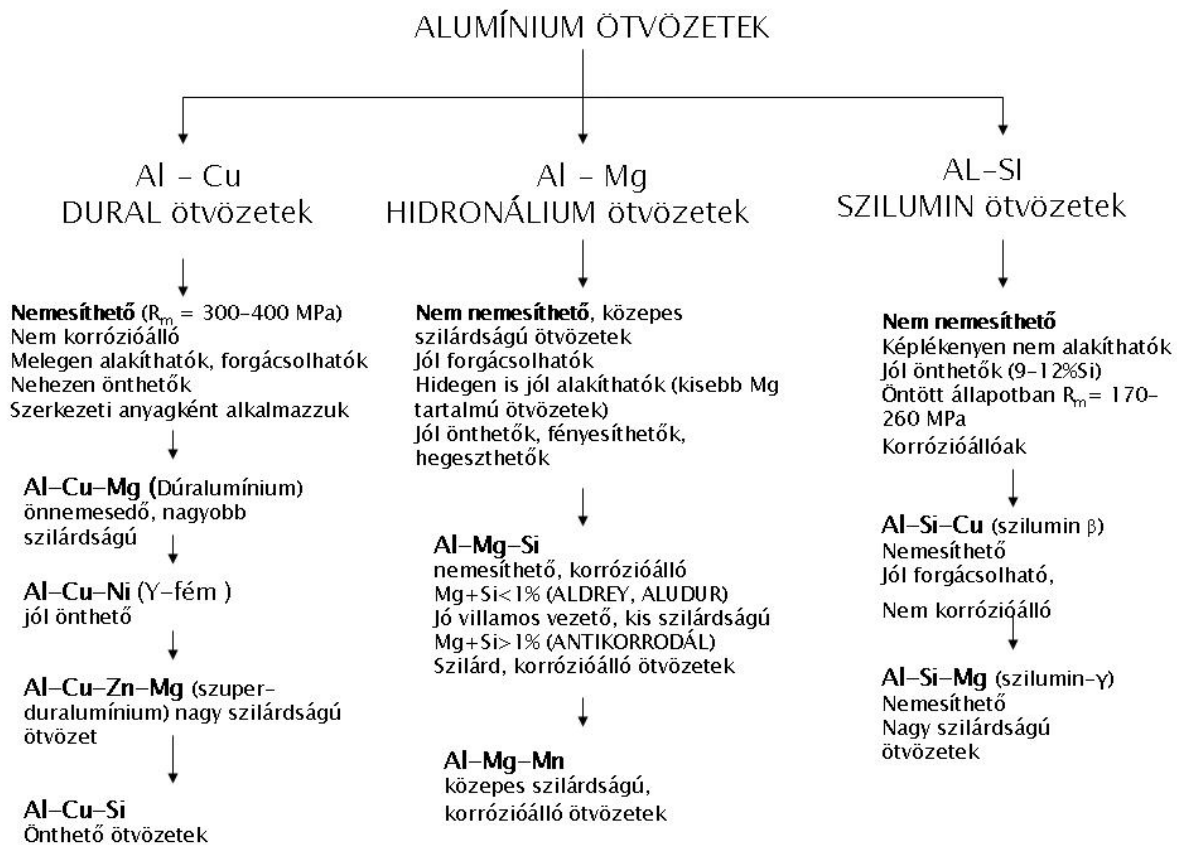 ALUMÍNIUM ÖTVÖZETEK
Al – Cu
DURAL ötvözetek
Nemesíthető (Rm = 300–400 MPa)
Nem korrózióálló
Melegen alakíthatók, forgácsolhatók
Nehezen önthetők
Szerkezeti anyagként alkalmazzuk
Al–Cu–Mg (Dúralumínium)
önnemesedő, nagyobb
szilárdságú
Al–Cu–Ni (Y–fém )
jól önthető
Al–Cu–Zn–Mg (szuper–
duralumínium) nagy szilárdságú
ötvözet
Al–Cu–Si
Önthető ötvözetek
Al – Mg
HIDRONÁLIUM ötvözetek
Nem nemesíthető, közepes
szilárdságú ötvözetek
Jól forgácsolhatók
Hidegen is jól alakíthatók (kisebb Mg
tartalmú ötvözetek)
Jól önthetők, fényesíthetők,
hegeszthetők
Al–Mg–Si
nemesíthető, korrózióálló
Mg+Si<1% (ALDREY, ALUDUR)
Jó villamos vezető, kis szilárdságú
Mg+Si>1% (ANTIKORRODÁL)
Szilárd, korrózióálló ötvözetek
Al–Mg–Mn
közepes szilárdságú,
korrózióálló ötvözetek
AL–SI
SZILUMIN ötvözetek
Nem nemesíthető
Képlékenyen nem alakíthatók
Jól önthetők (9–12%Si)
Öntött állapotban Rm= 170–
260 MPa
Korrózióállóak
Al–Si–Cu (szilumin β)
Nemesíthető
Jól forgácsolható,
Nem korrózióálló
Al–Si–Mg (szilumin–γ)
Nemesíthető
Nagy szilárdságú
ötvözetek